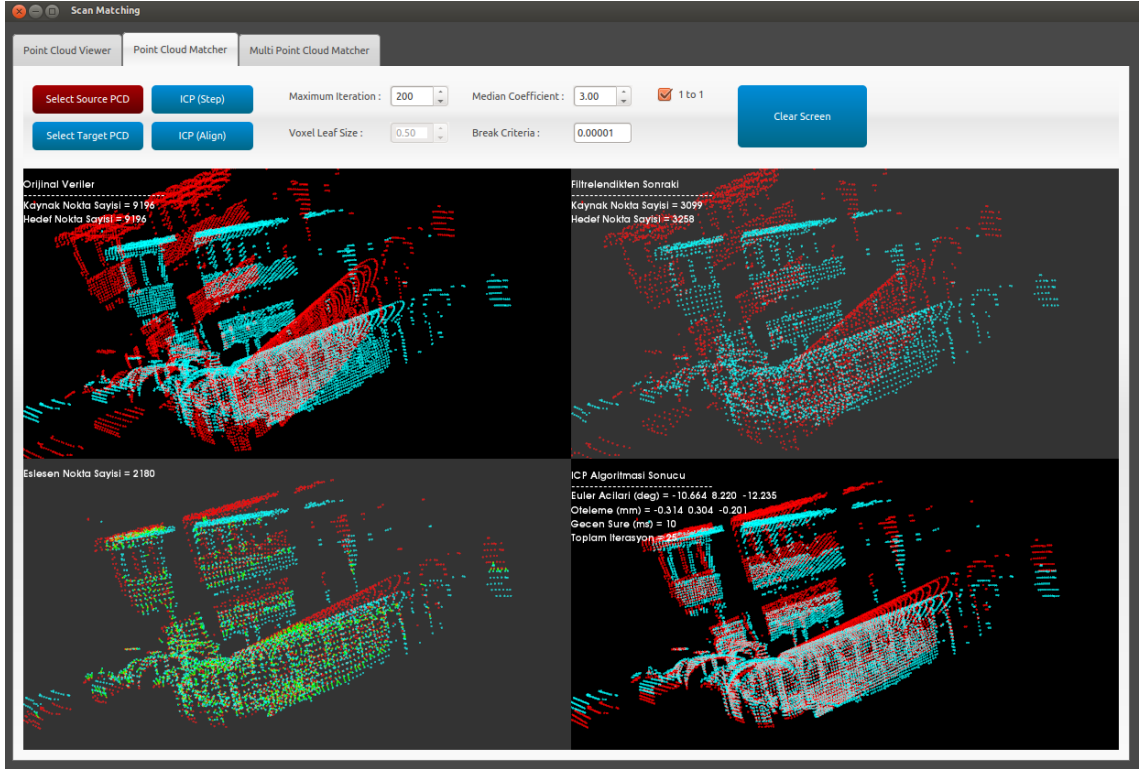 Scan Matching
Point Cloud Viewer
Point Cloud Matcher
Multi Point Cloud Matcher
Select Source PCD
ICP (Step)
Maximum Iteration : 200
Median Coefficient : 3.00
1 to 1
Clear Screen
Select Target PCD
ICP (Align)
Voxel Leaf Size : 0.50
Break Criteria : 0.00001
Orijinal Veriler
--------------------------
Kaynak Nokta Sayisi = 9196
Hedef Nokta Sayisi = 9196
Filtrelendikten Sonraki
--------------------------
Kaynak Nokta Sayisi = 3099
Hedef Nokta Sayisi = 3258
Eslesen Nokta Sayisi = 2180
ICP Algoritmasi Sonucu
--------------------------
Euler Acilari (deg) = -10.664 8.220 -12.235
Oteleme (mm) = -0.314 0.304 -0.201
Gecen Sure (ms) = 10
Toplam Iterasyon = 25